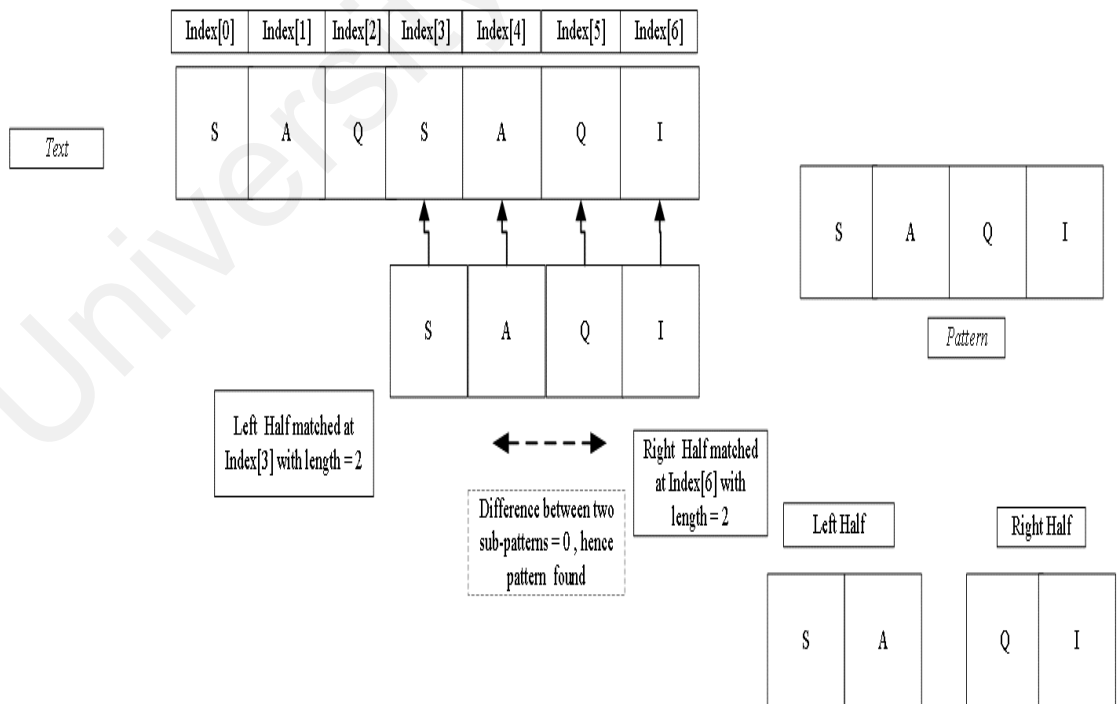 Index[0] Index[1] Index[2] Index[3] Index[4] Index[5] Index[6]
S A Q S A Q I
Text
S A Q I
Pattern
S A Q I
Left Half matched at
Index[3] with length = 2
Right Half matched
at Index[6] with
length = 2
Difference between two
sub-patterns = 0 , hence
pattern found
Left Half
Right Half
S A Q I
University